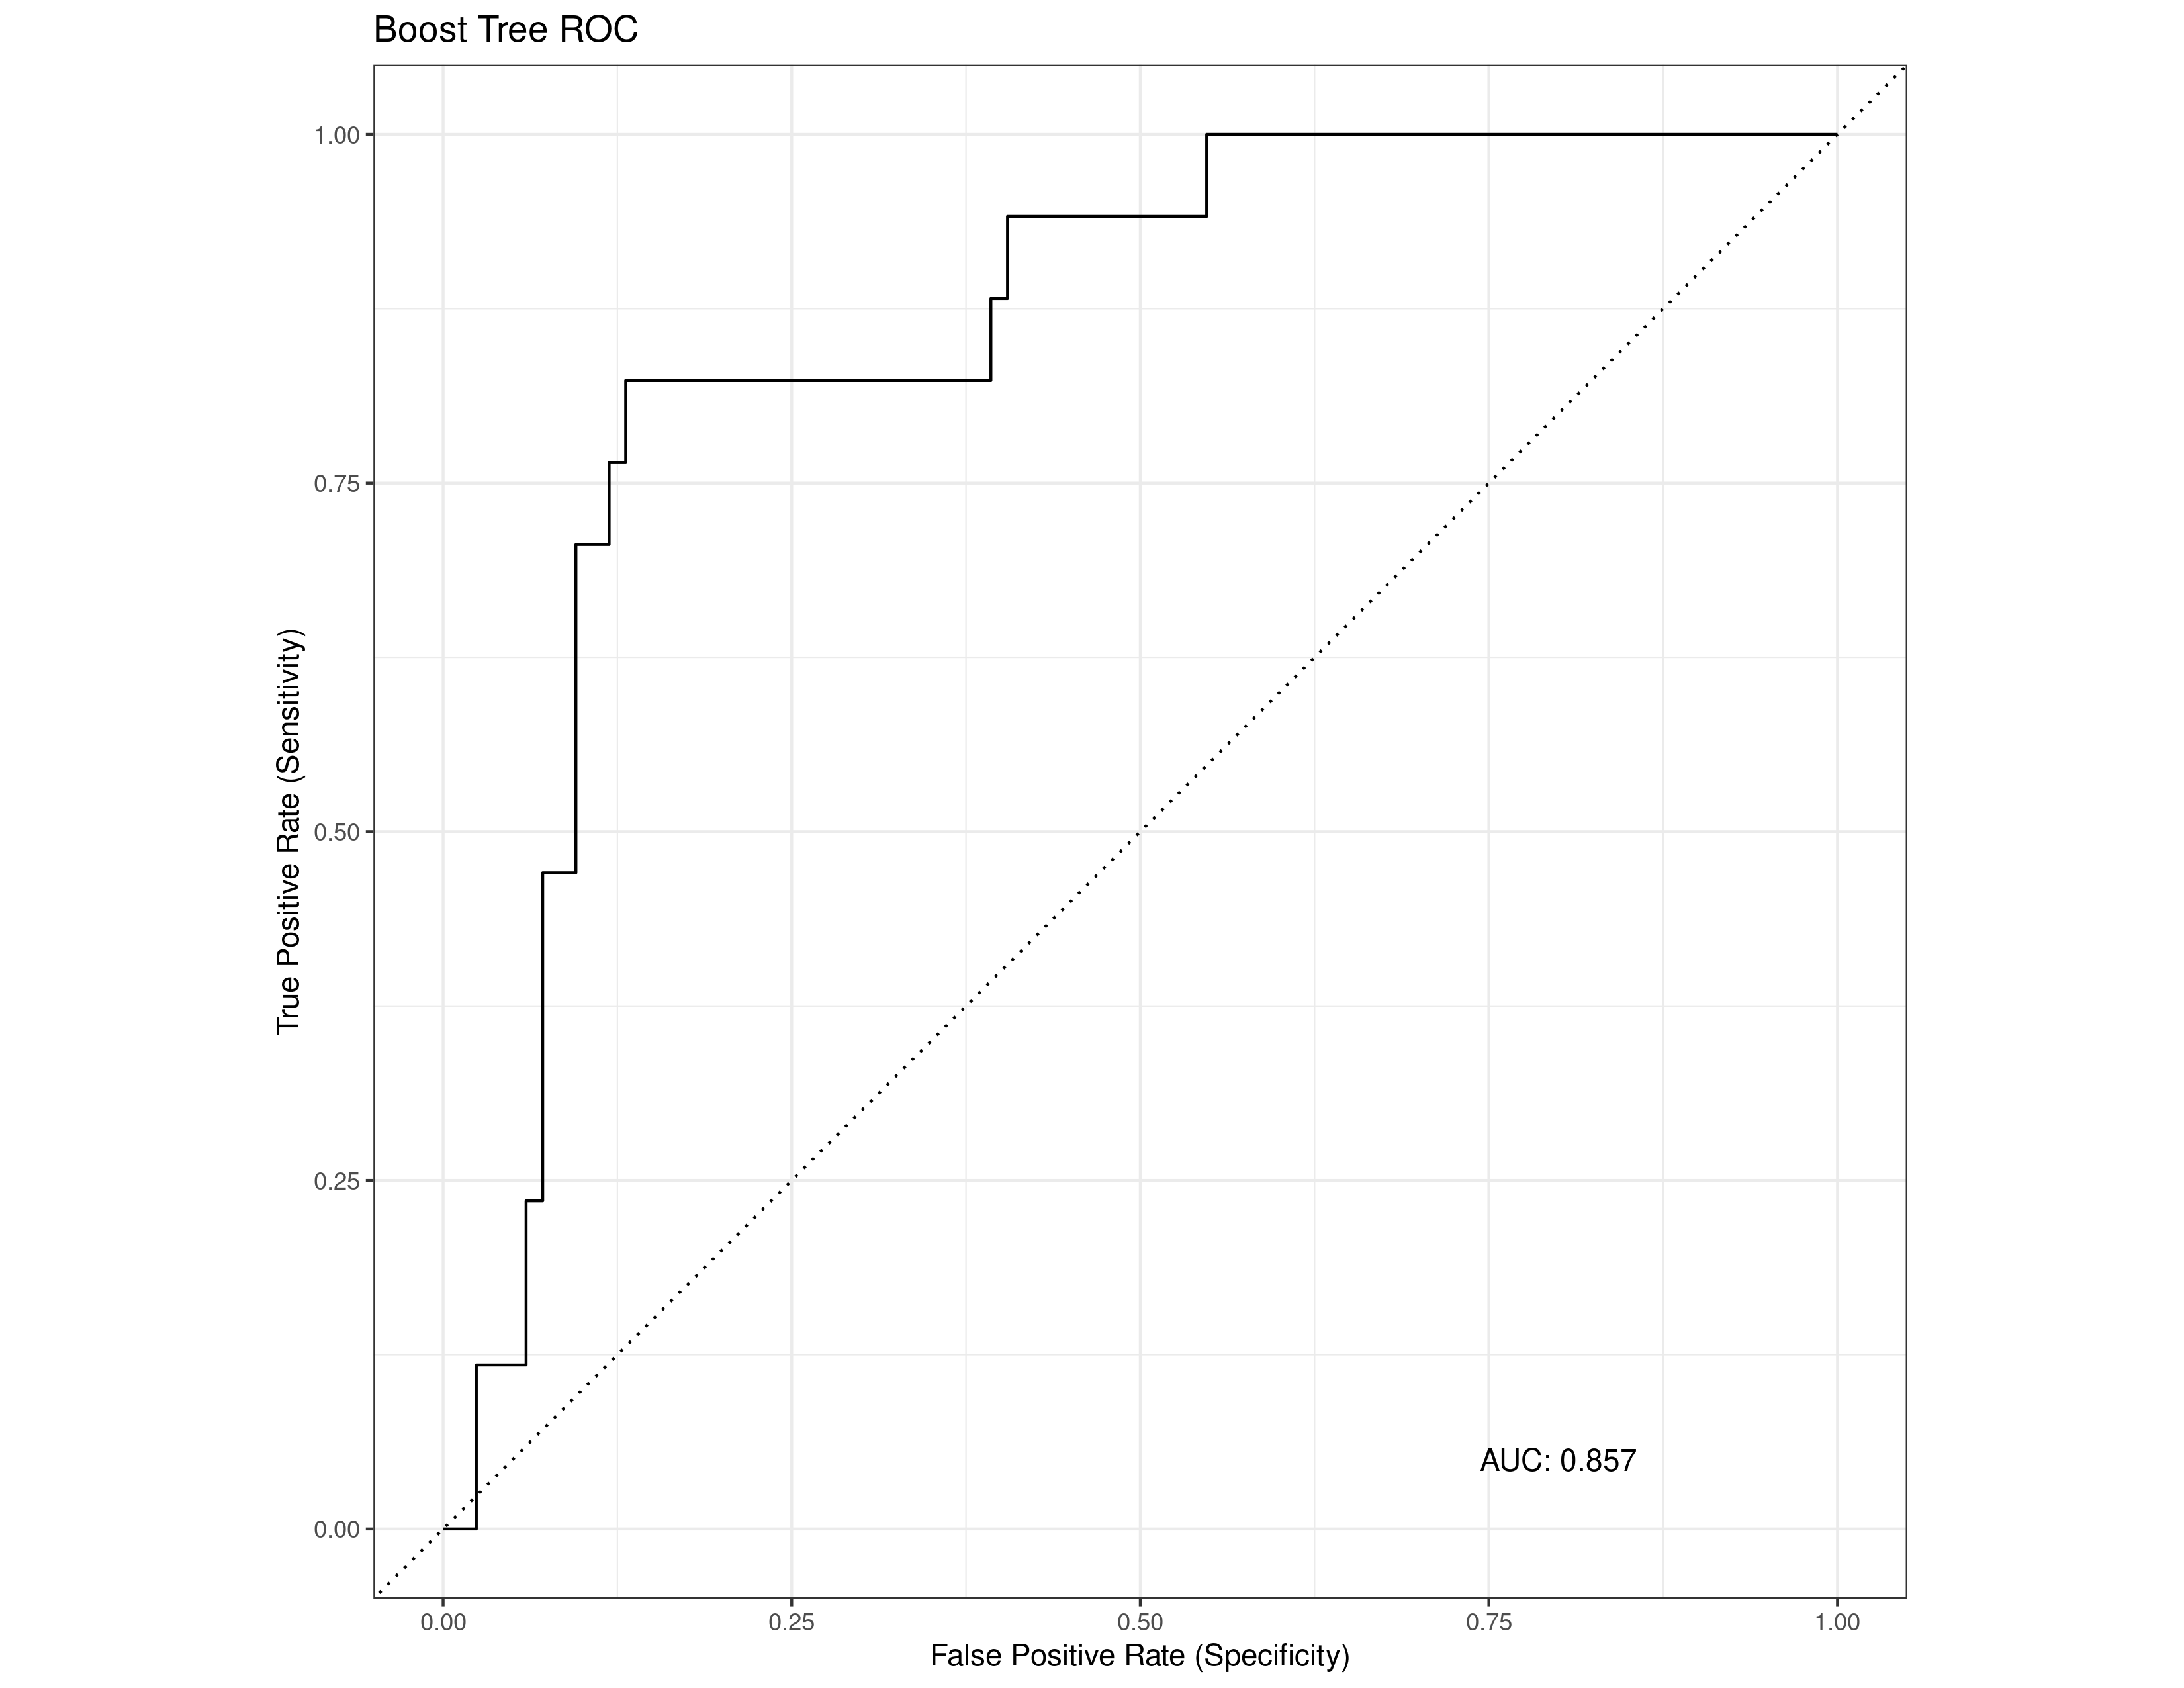 Boost Tree ROC
1.00
0.75
0.50
0.25
0.00
True Positive Rate (Sensitivity)
AUC: 0.857
0.00 0.25 0.50 0.75 1.00
False Positive Rate (Specificity)